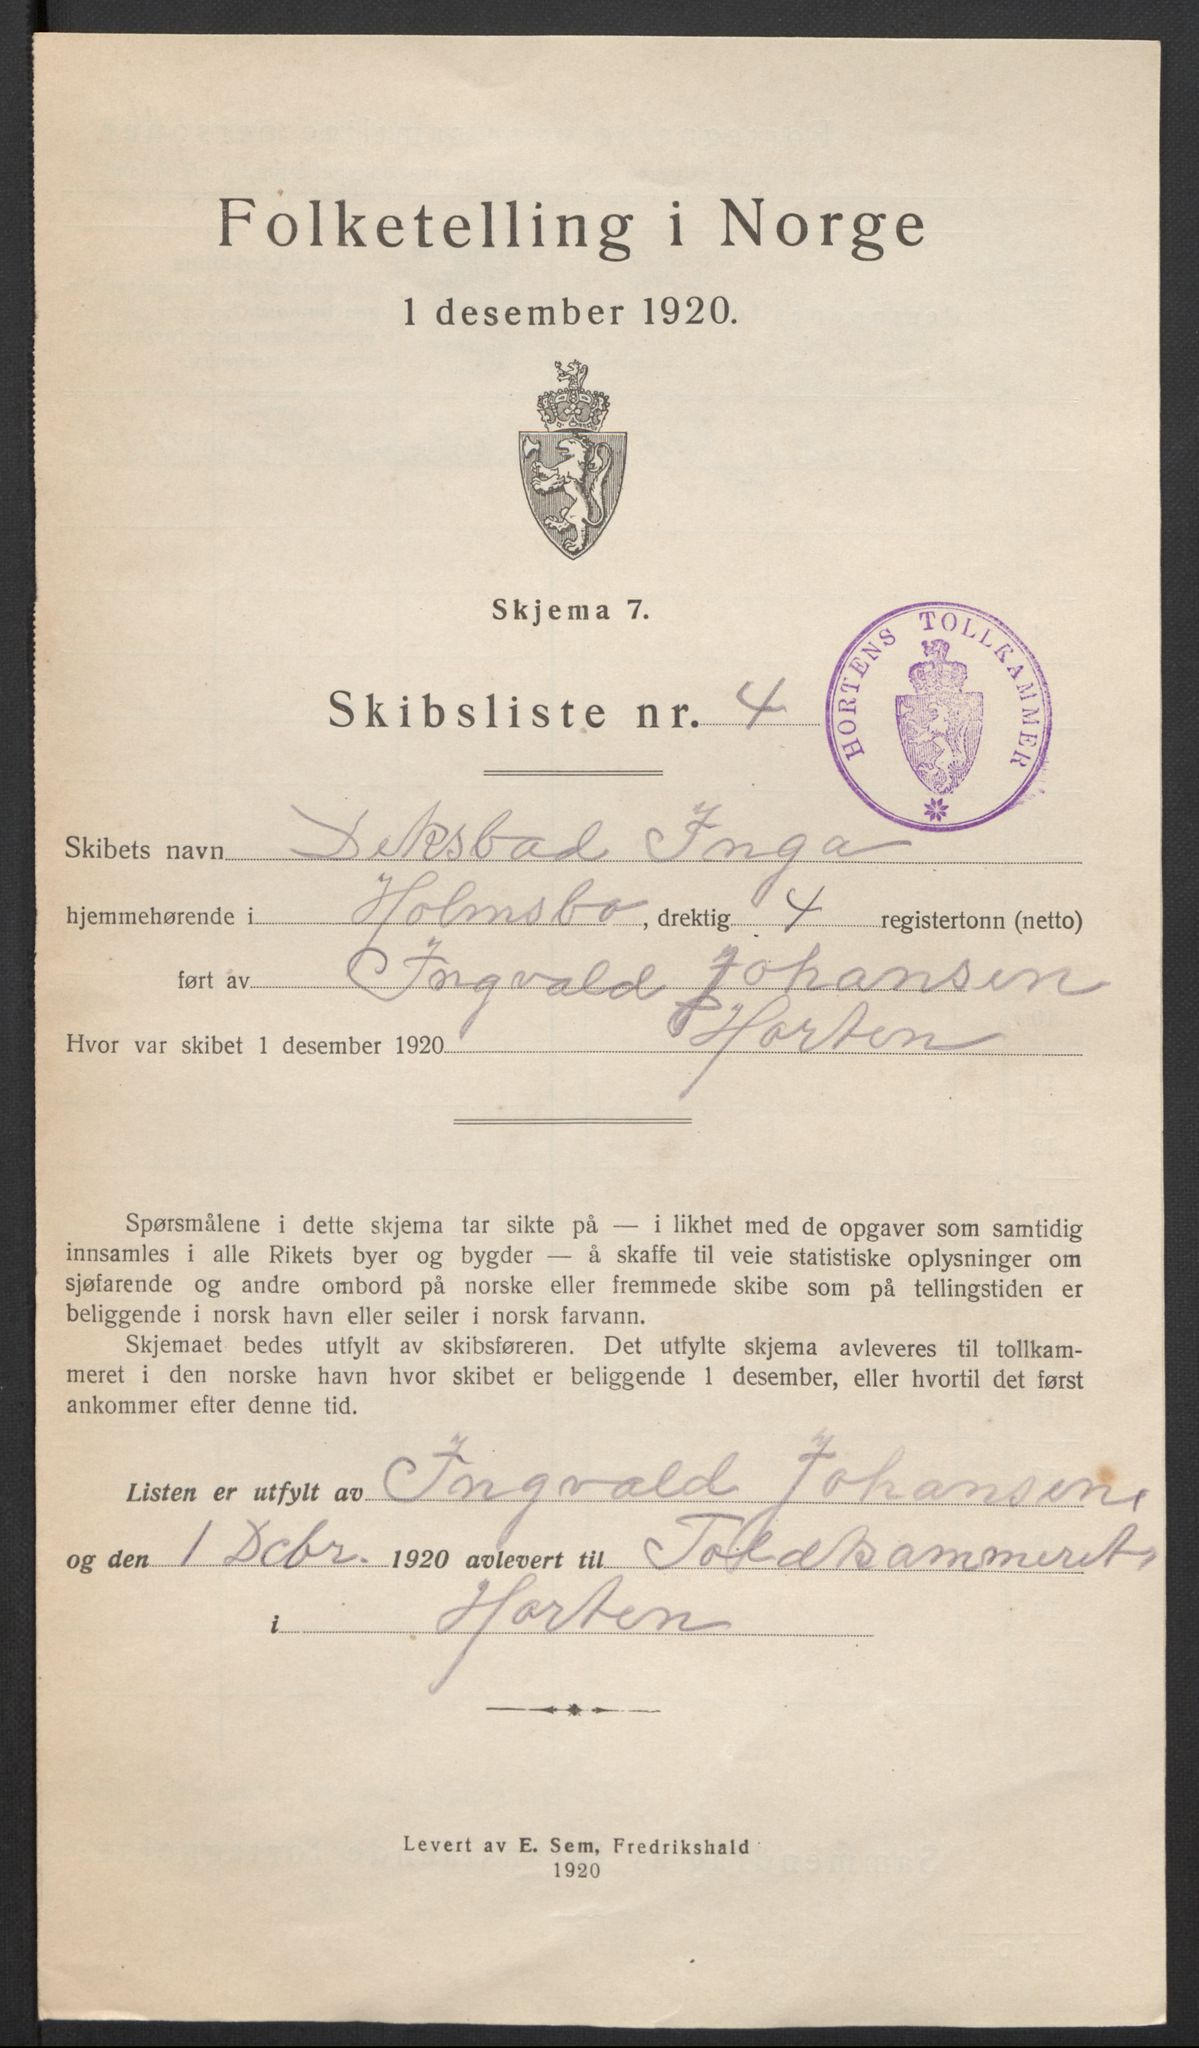 Folketelling i Norge
1 desember 1920.
Skjema 7.
HORTENS TOLLKAMMER
Skibsliste nr. 4
Skibets navn Deksbad Inga
hjemmehørende i Holmsbo, drektig 4 registertonn (netto)
ført av Ingvald Johansen
Hvor var skibet 1 desember 1920 Horten
Spørsmålene i dette skjema tar sikte på — i likhet med de opgaver som samtidig
innsamles i alle Rikets byer og bygder — å skaffe til veie statistiske oplysninger om
sjøfarende og andre ombord på norske eller fremmede skibe som på tellingstiden er
beliggende i norsk havn eller seiler i norsk farvann.
Skjemaet bedes utfylt av skibsføreren. Det utfylte skjema avleveres til tollkam-
meret i den norske havn hvor skibet er beliggende 1 desember, eller hvortil det først
ankommer efter denne tid.
Listen er utfylt av Ingvald Johansen
og den 1 Dcbr. 1920 avlevert til Toldkammeret
i Horten
Levert av E. Sem, Fredrikshald
1920